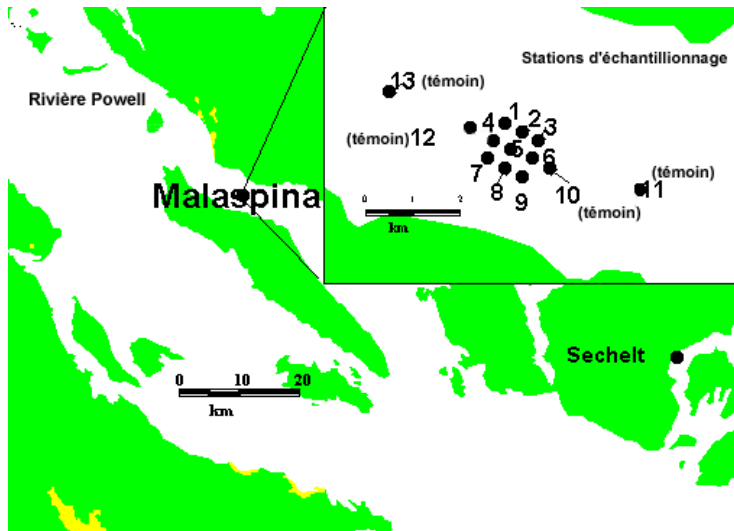 Stations d'échantillonnage
13 (témoin)
Rivière Powell
1
2
4
3
(témoin) 12
5
6
7
(témoin)
Malaspina
8
10
11
9
(témoin)
0 1 2
km
Sechelt
0 10 20
km